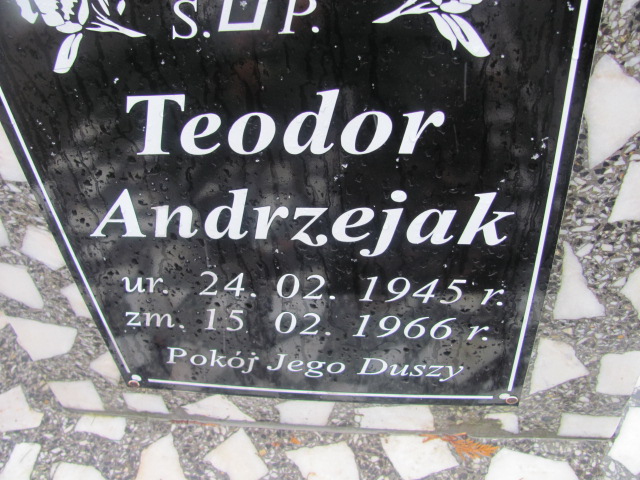 S. P.
Teodor
Andrzejak
ur. 24. 02. 1945 r.
zm. 15 02. 1966 r.
Pokój Jego Duszy